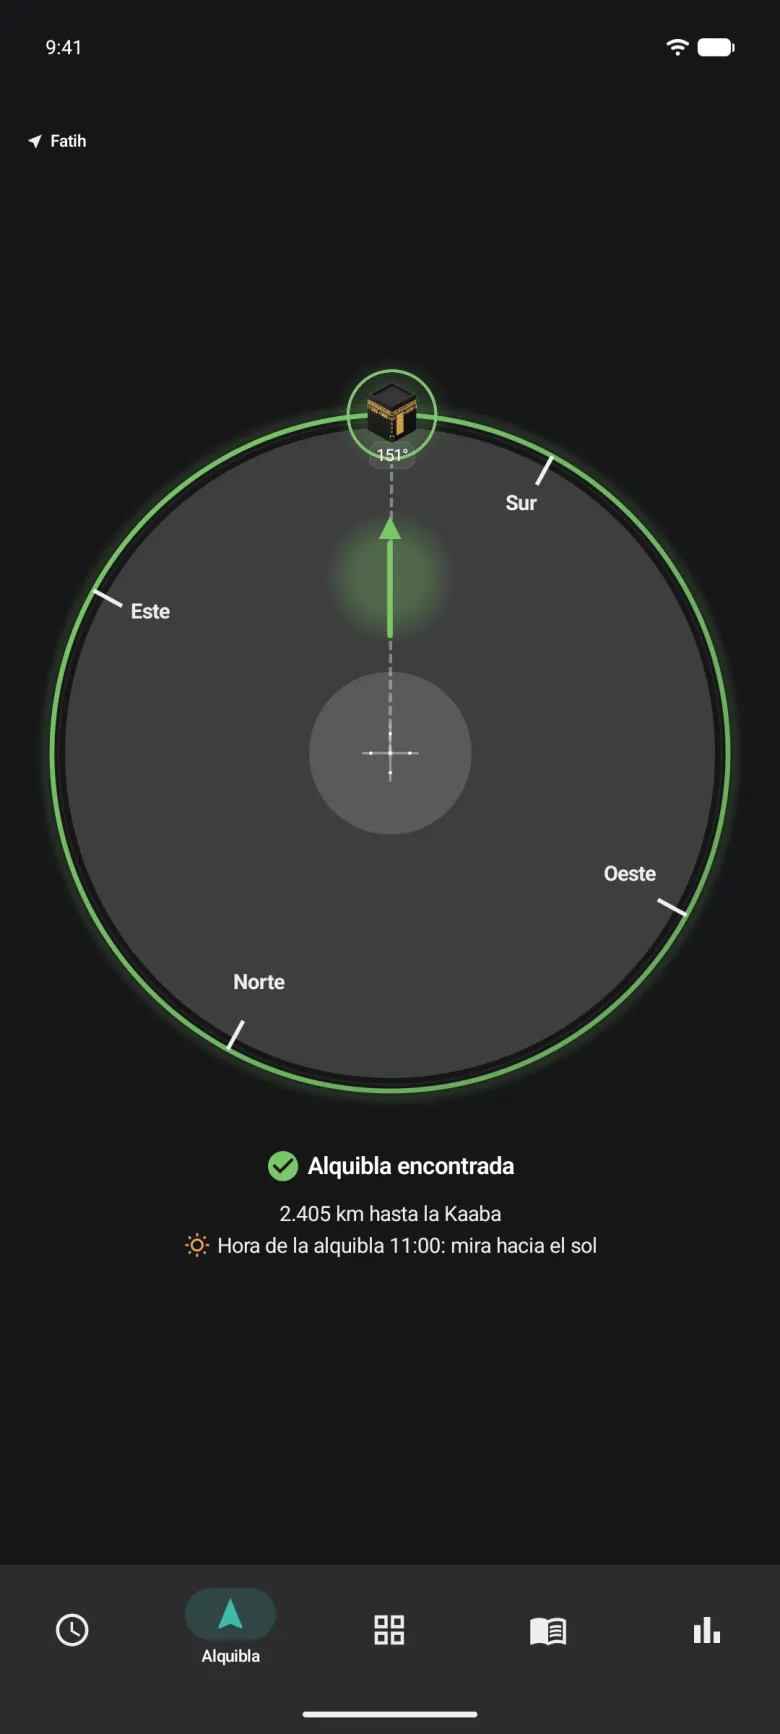 9:41
Fatih
151°
Sur
Este
Oeste
Norte
Alquibla encontrada
2.405 km hasta la Kaaba
Hora de la alquibla 11:00: mira hacia el sol
Alquibla